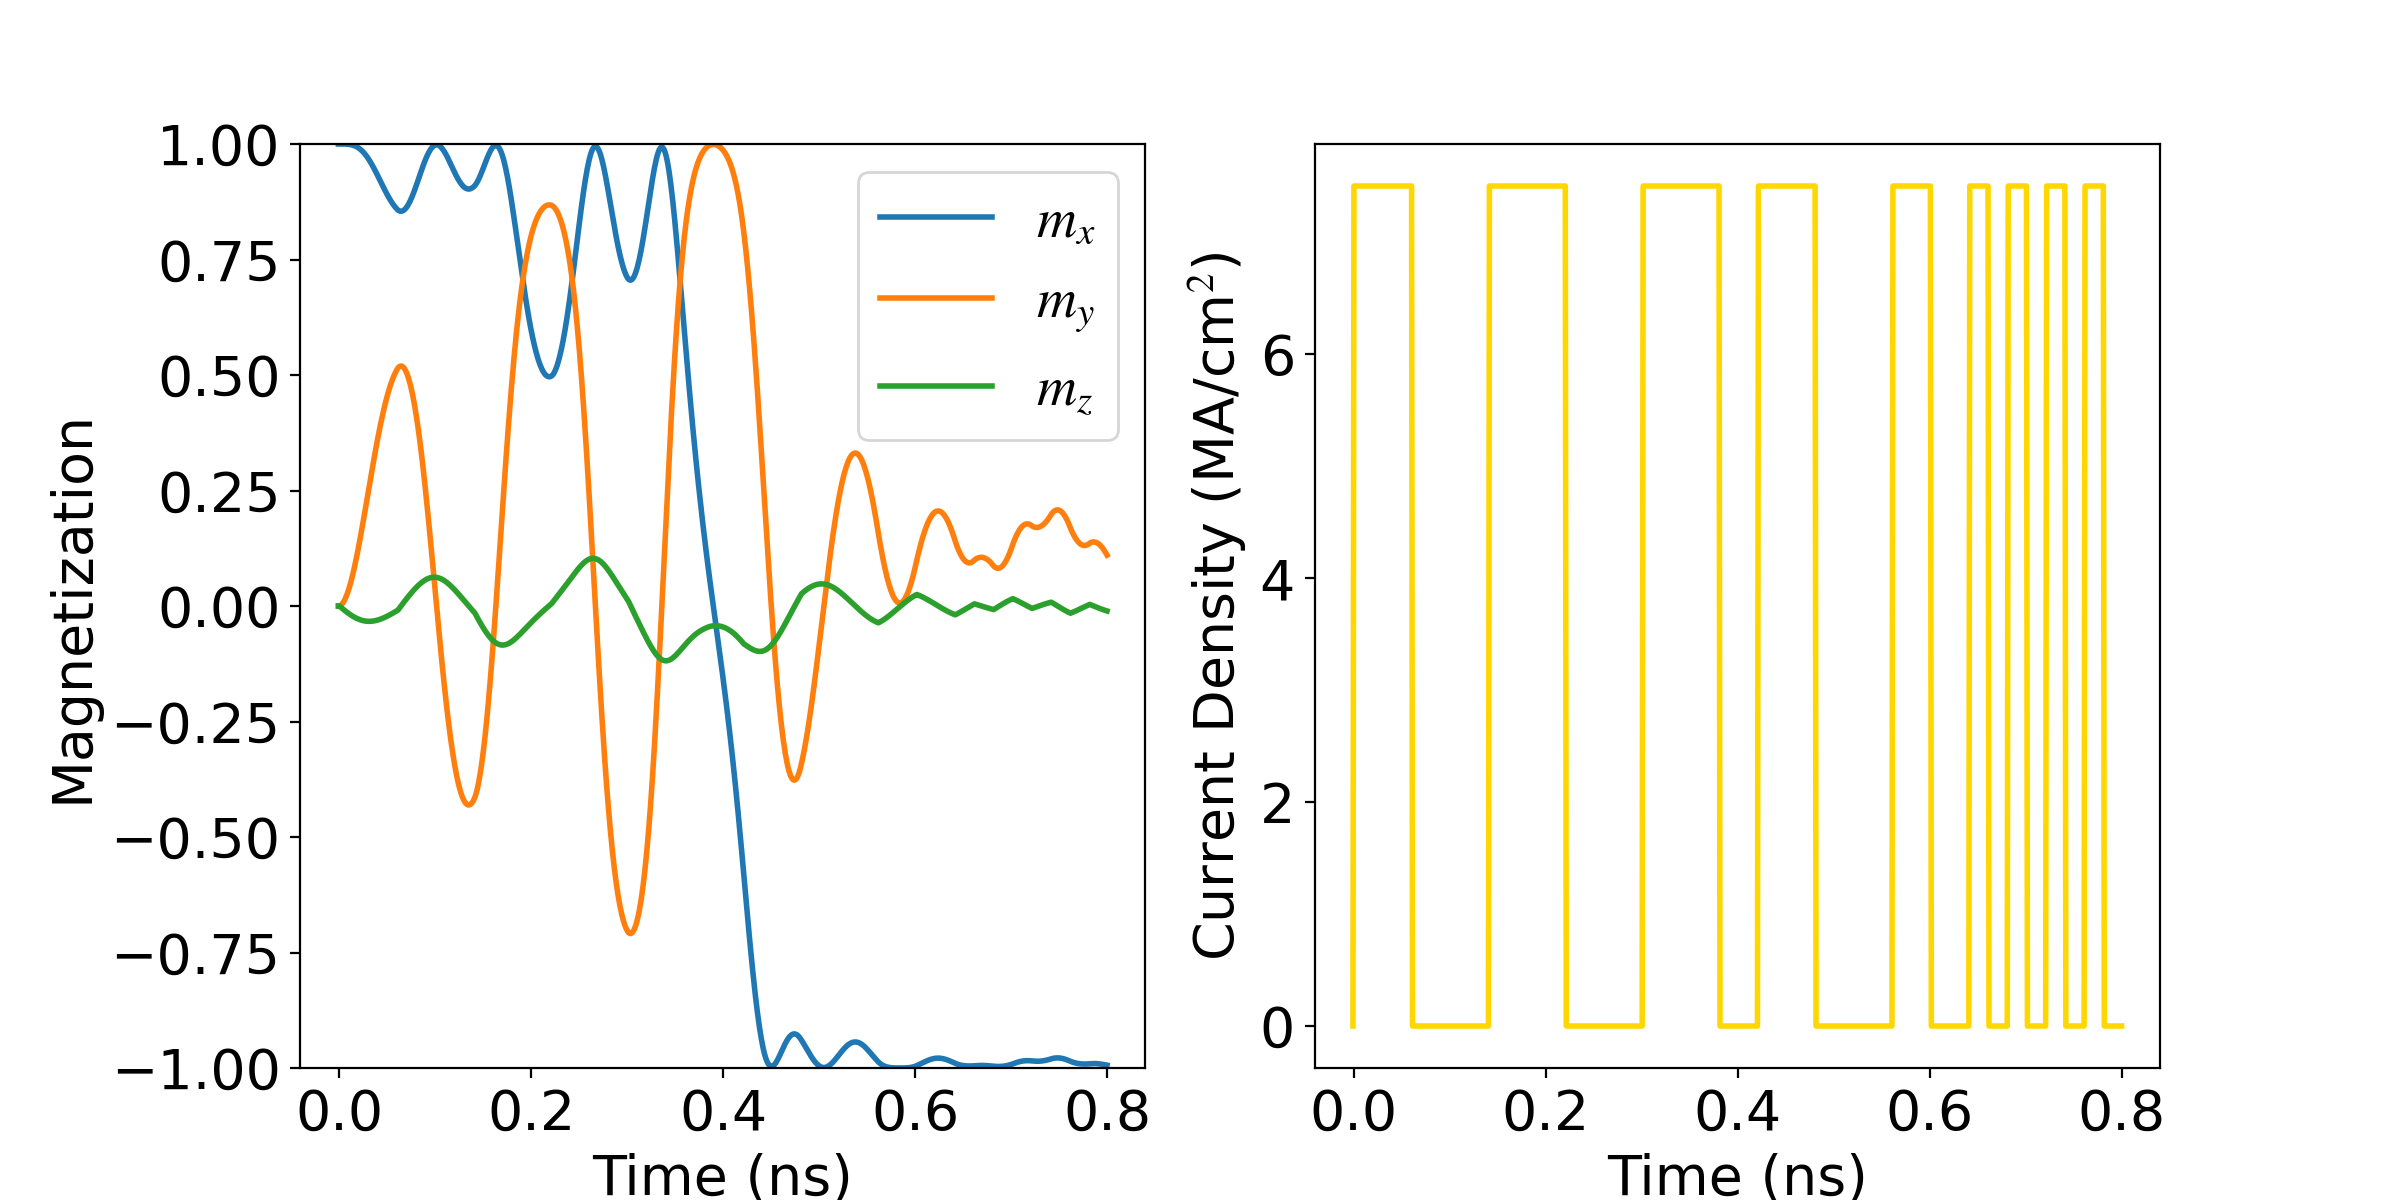 Magnetization
1.00
0.75
0.50
0.25
0.00
−0.25
−0.50
−0.75
−1.00
0.0 0.2 0.4 0.6 0.8
Time (ns)
m_x
m_y
m_z
Current Density (MA/cm²)
6
4
2
0
0.0 0.2 0.4 0.6 0.8
Time (ns)